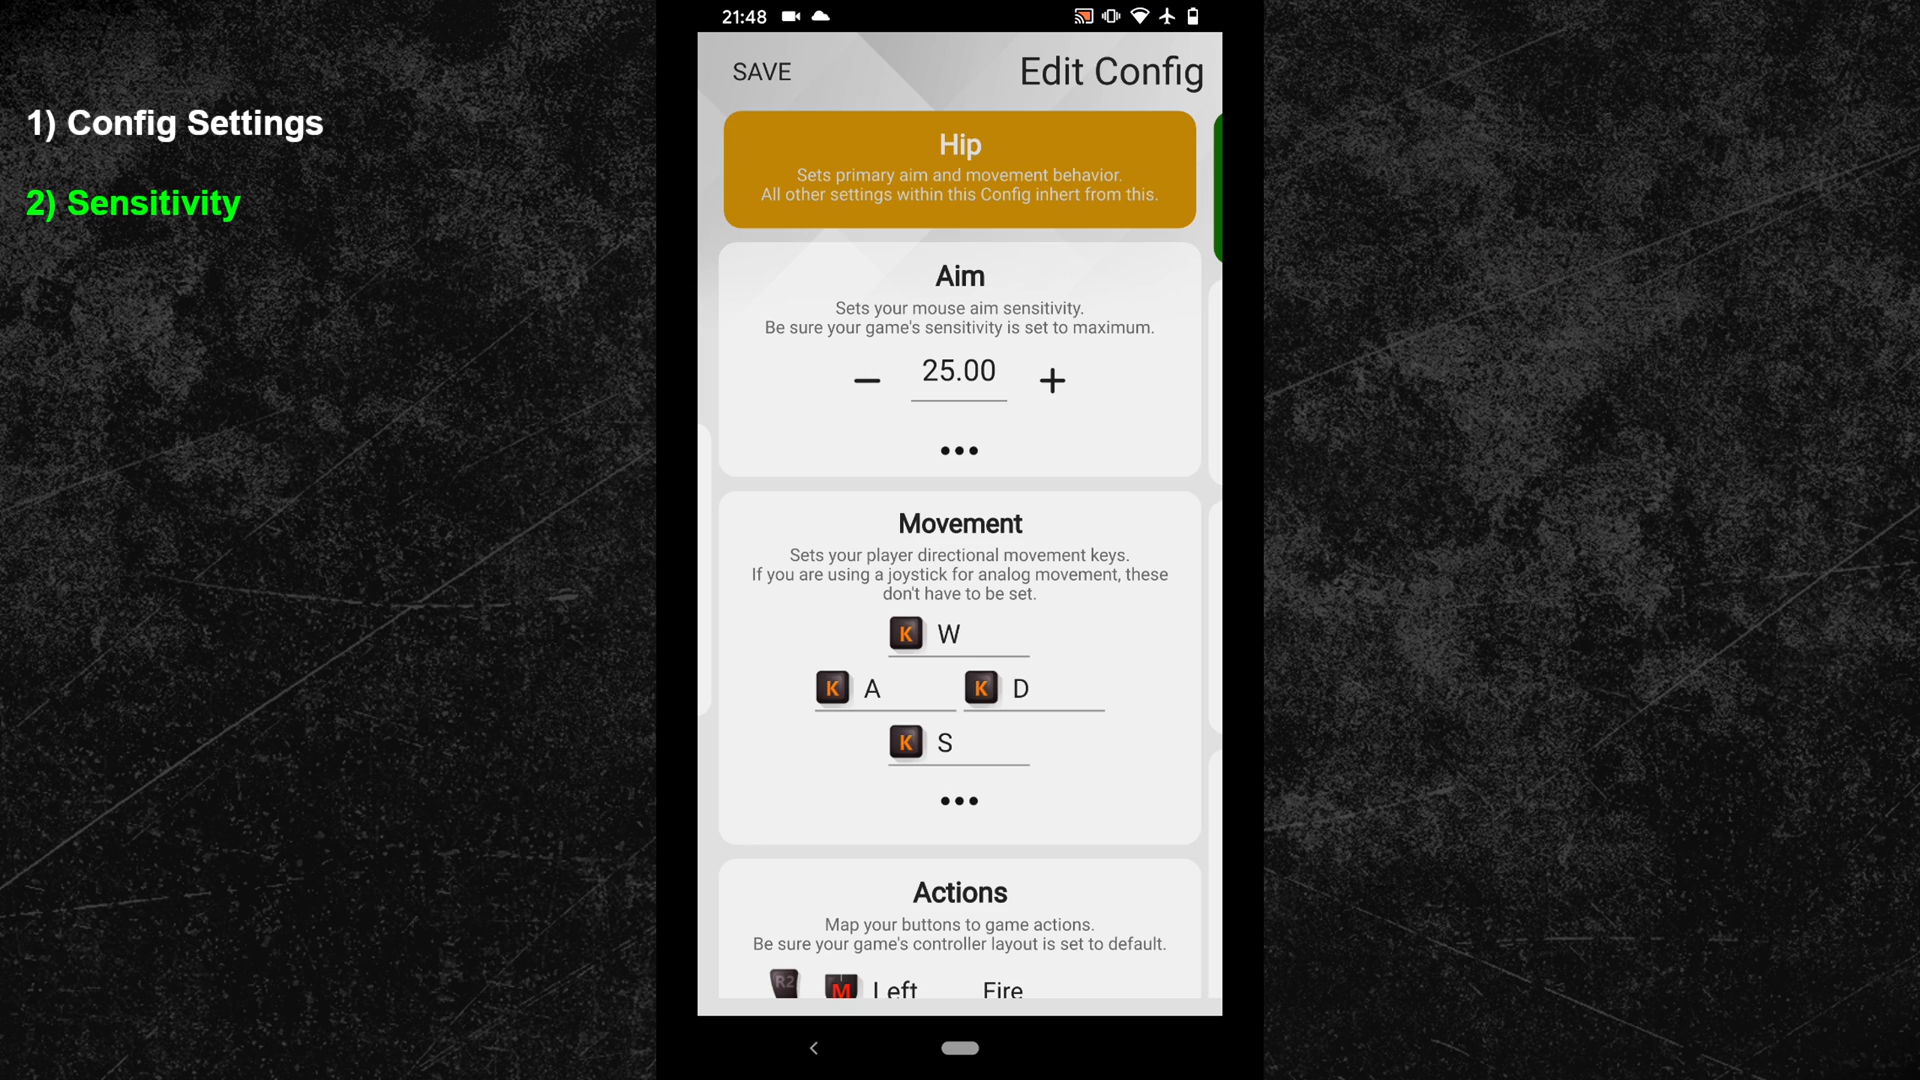 1) Config Settings
2) Sensitivity
21:48
SAVE
Edit Config
Hip
Sets primary aim and movement behavior.
All other settings within this Config inhert from this.
Aim
Sets your mouse aim sensitivity.
Be sure your game's sensitivity is set to maximum.
25.00
Movement
Sets your player directional movement keys.
If you are using a joystick for analog movement, these
don't have to be set.
K W
K A K D
K S
Actions
Map your buttons to game actions.
Be sure your game's controller layout is set to default.
R2 M Left Fire